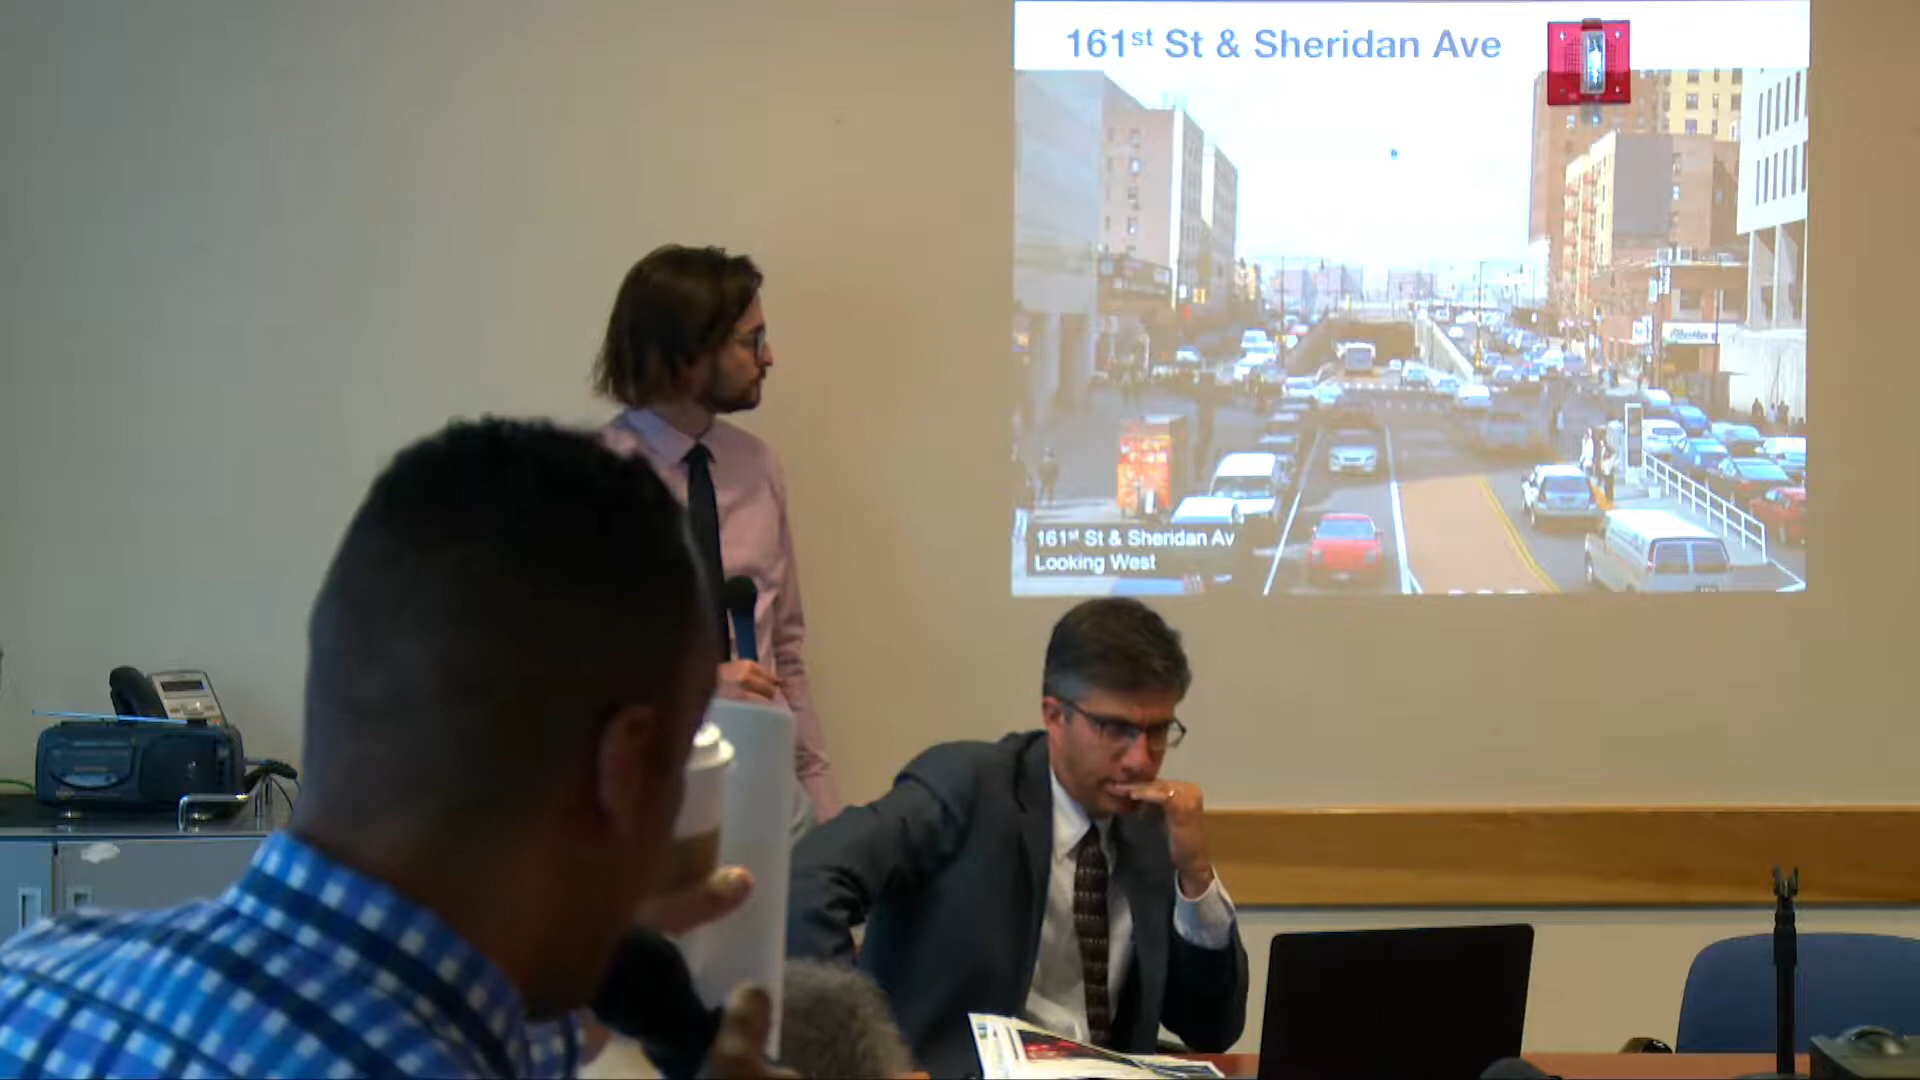 161st St & Sheridan Ave
161st St & Sheridan Av
Looking West